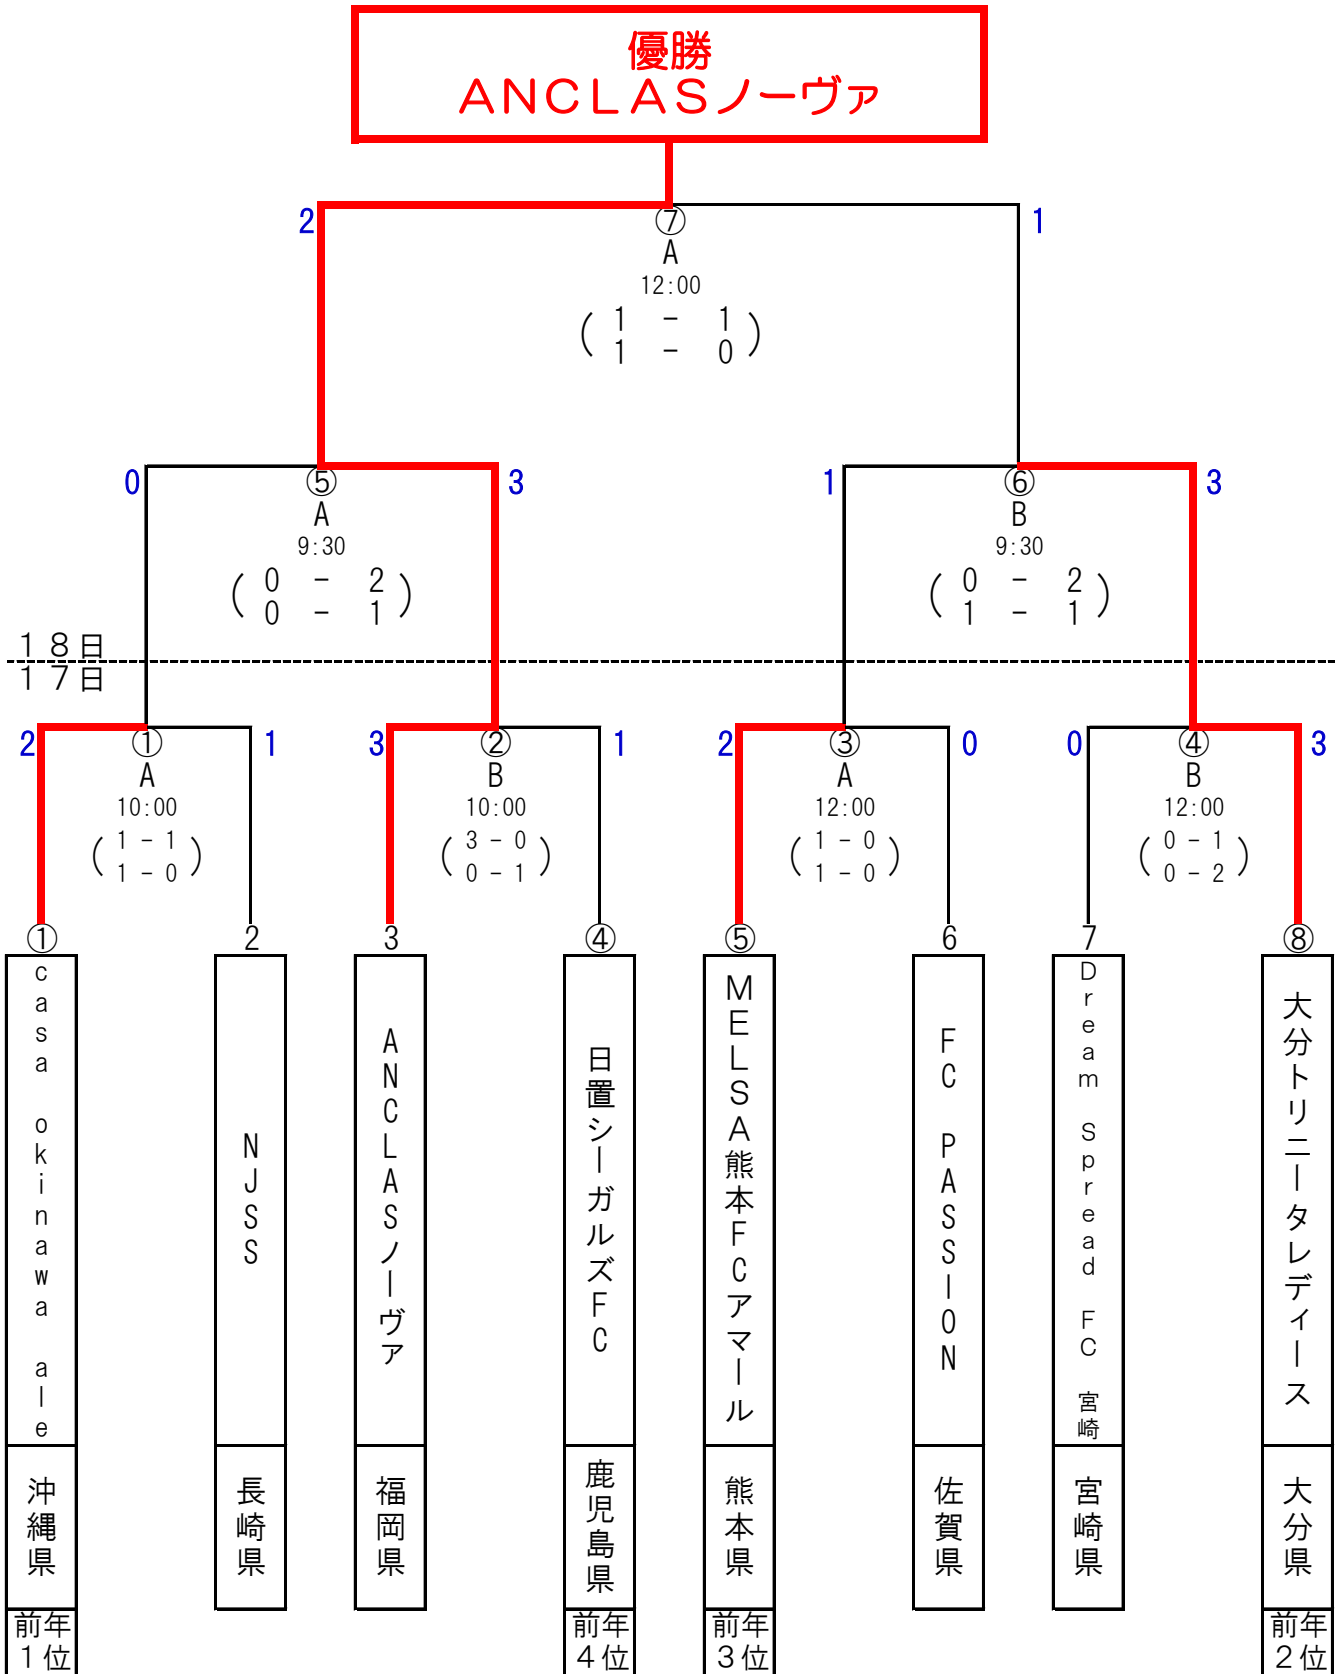 優勝
ANCLASノーヴァ
2
⑦
1
A
12:00
( 1 - 1 )
1 - 0
0
⑤
3
1
⑥
3
A
B
9:30
9:30
( 0 - 2 )
0 - 1
( 0 - 2 )
1 - 1
18日
17日
2
①
1
3
②
1
2
③
0
0
④
3
A
B
A
B
10:00
10:00
12:00
12:00
( 1 - 1 )
1 - 0
( 3 - 0 )
0 - 1
( 1 - 0 )
1 - 0
( 0 - 1 )
0 - 2
①
2
3
④
⑤
6
7
⑧
casa okinawa ale
NJSS
ANCLASノーヴァ
日置シーガルズFC
MELSA熊本FCアマール
FC PASSION
Dream Spread FC 宮崎
大分トリニータレディース
沖縄県
長崎県
福岡県
鹿児島県
熊本県
佐賀県
宮崎県
大分県
前年
1位
前年
4位
前年
3位
前年
2位